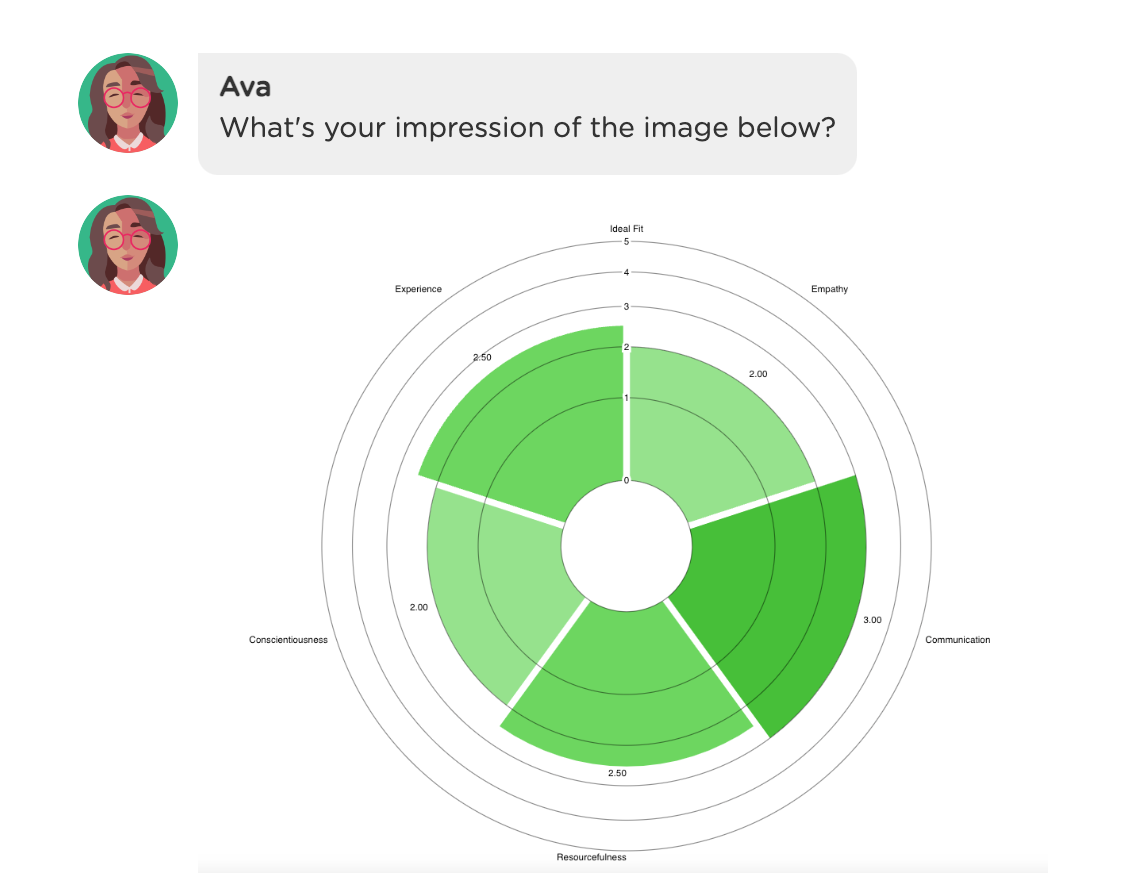 Ava
What's your impression of the image below?
Ideal Fit
5
4
Experience
Empathy
3
2
2.50
2.00
1
0
2.00
3.00
Conscientiousness
Communication
2.50
Resourcefulness